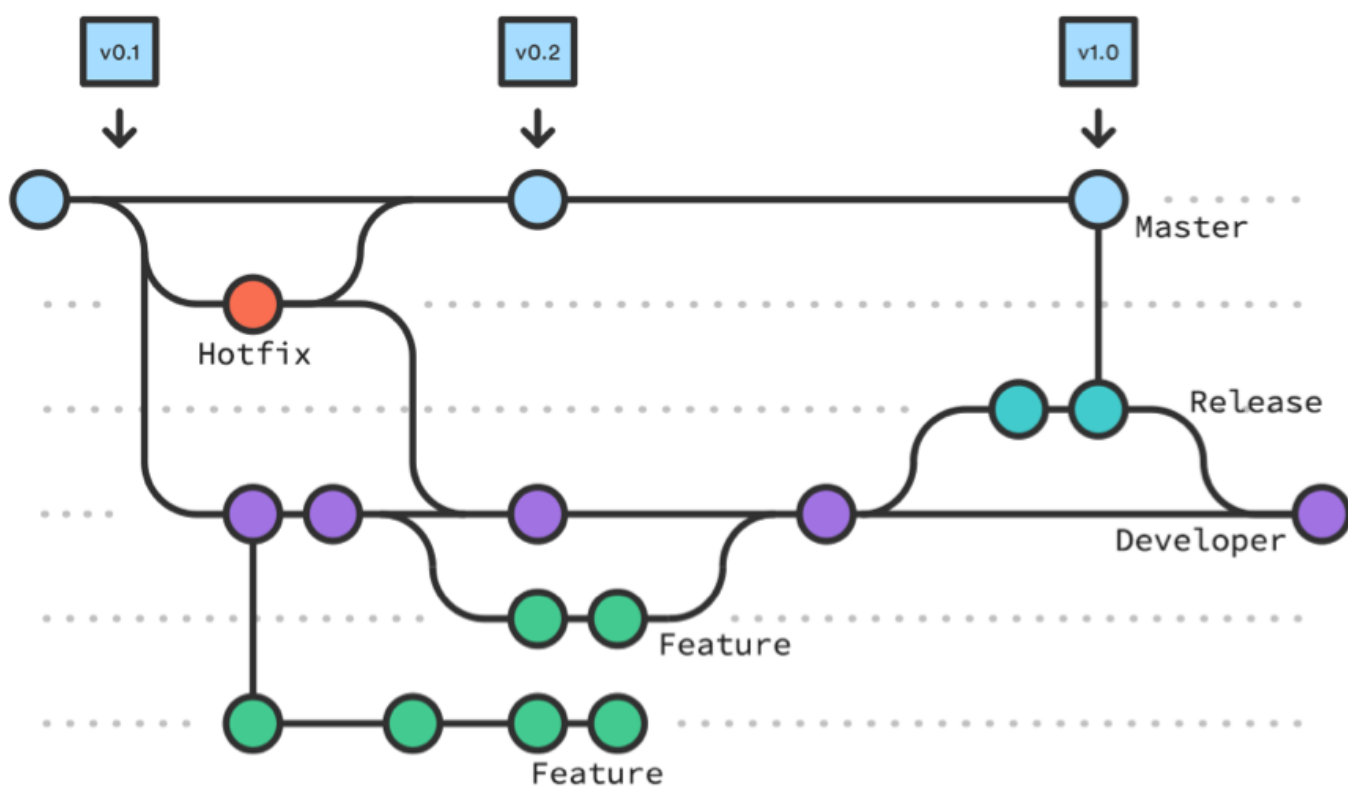 v0.1
v0.2
v1.0
Master
Hotfix
Release
Developer
Feature
Feature